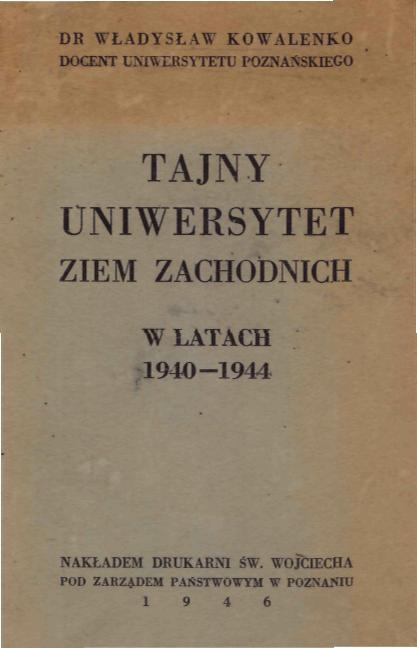 DR WŁADYSŁAW KOWALENKO
DOCENT UNIWERSYTETU POZNAŃSKIEGO
TAJNY
UNIWERSYTET
ZIEM ZACHODNICH
W LATACH
1940—1944
NAKŁADEM DRUKARNI ŚW. WOJCIECHA
POD ZARZĄDEM PAŃSTWOWYM W POZNANIU
1 9 4 6